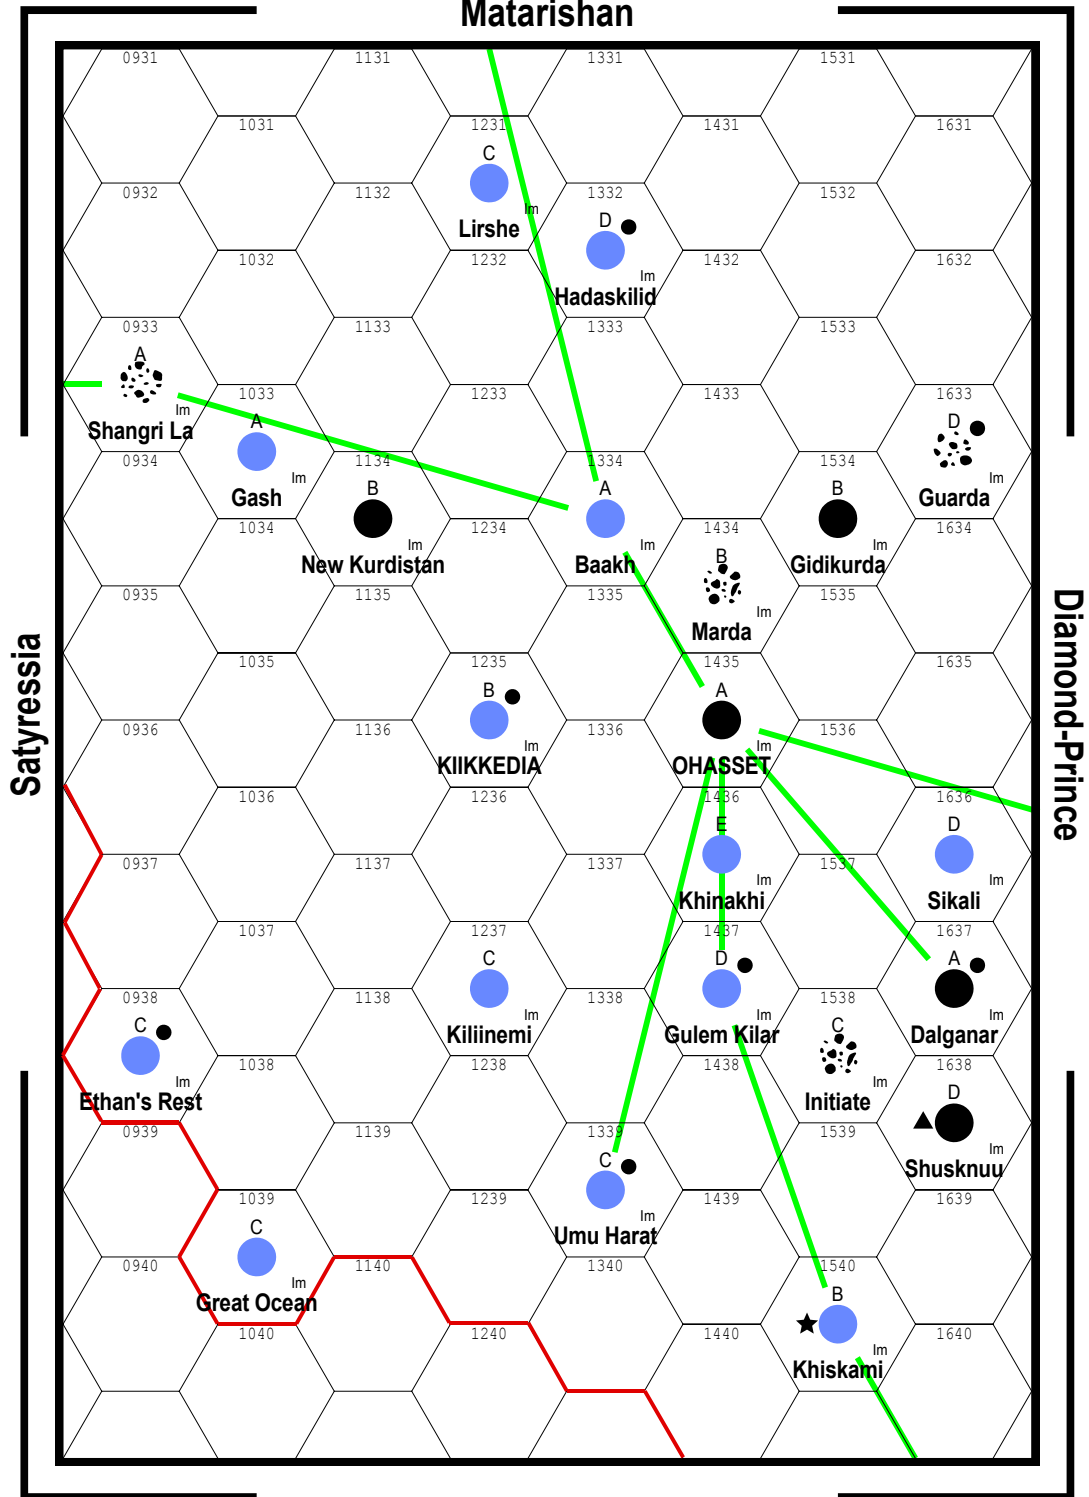 Matarishan
0931 1131 1331 1531
1031 1231 1431 1631
C
0932 1132 1332 1532
Im
D
Lirshe
1032 1232 1432 1632
Im
Hadaskilid
0933 1133 1333 1533
A
1033 1233 1433 1633
Im
A D
Shangri La
0934 1134 1334 1534
Im Im
B A B
Gash Guarda
1034 1234 1434 1634
Im Im Im
B
New Kurdistan Baakh Gidikurda
0935 1135 1335 1535
Im
Marda
1035 1235 1435 1635
B A
0936 1136 1336 1536
Im Im
KIIKKEDIA OHASSET
1036 1236 1436 1636
E D
0937 1137 1337 1537
Im Im
Khinakhi Sikali
1037 1237 1437 1637
C D A
0938 1138 1338 1538
Im Im Im
C C
Kiliinemi Gulem Kilar Dalganar
1038 1238 1438 1638
Im Im
D
Ethan's Rest Initiate
0939 1139 1339 1539
Im
C
Shusknuu
1039 1239 1439 1639
Im
C
Umu Harat
0940 1140 1340 1540
Im
B
Great Ocean
1040 1240 1440 1640
Im
Khiskami
Satyressia
Diamond-Prince